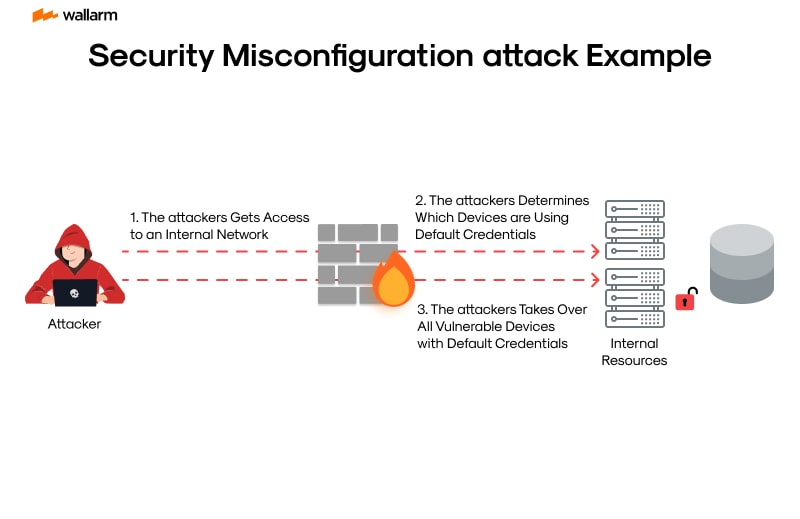 wallarm
Security Misconfiguration attack Example
1. The attackers Gets Access
to an Internal Network
2. The attackers Determines
Which Devices are Using
Default Credentials
3. The attackers Takes Over
All Vulnerable Devices
with Default Credentials
Attacker
Internal
Resources